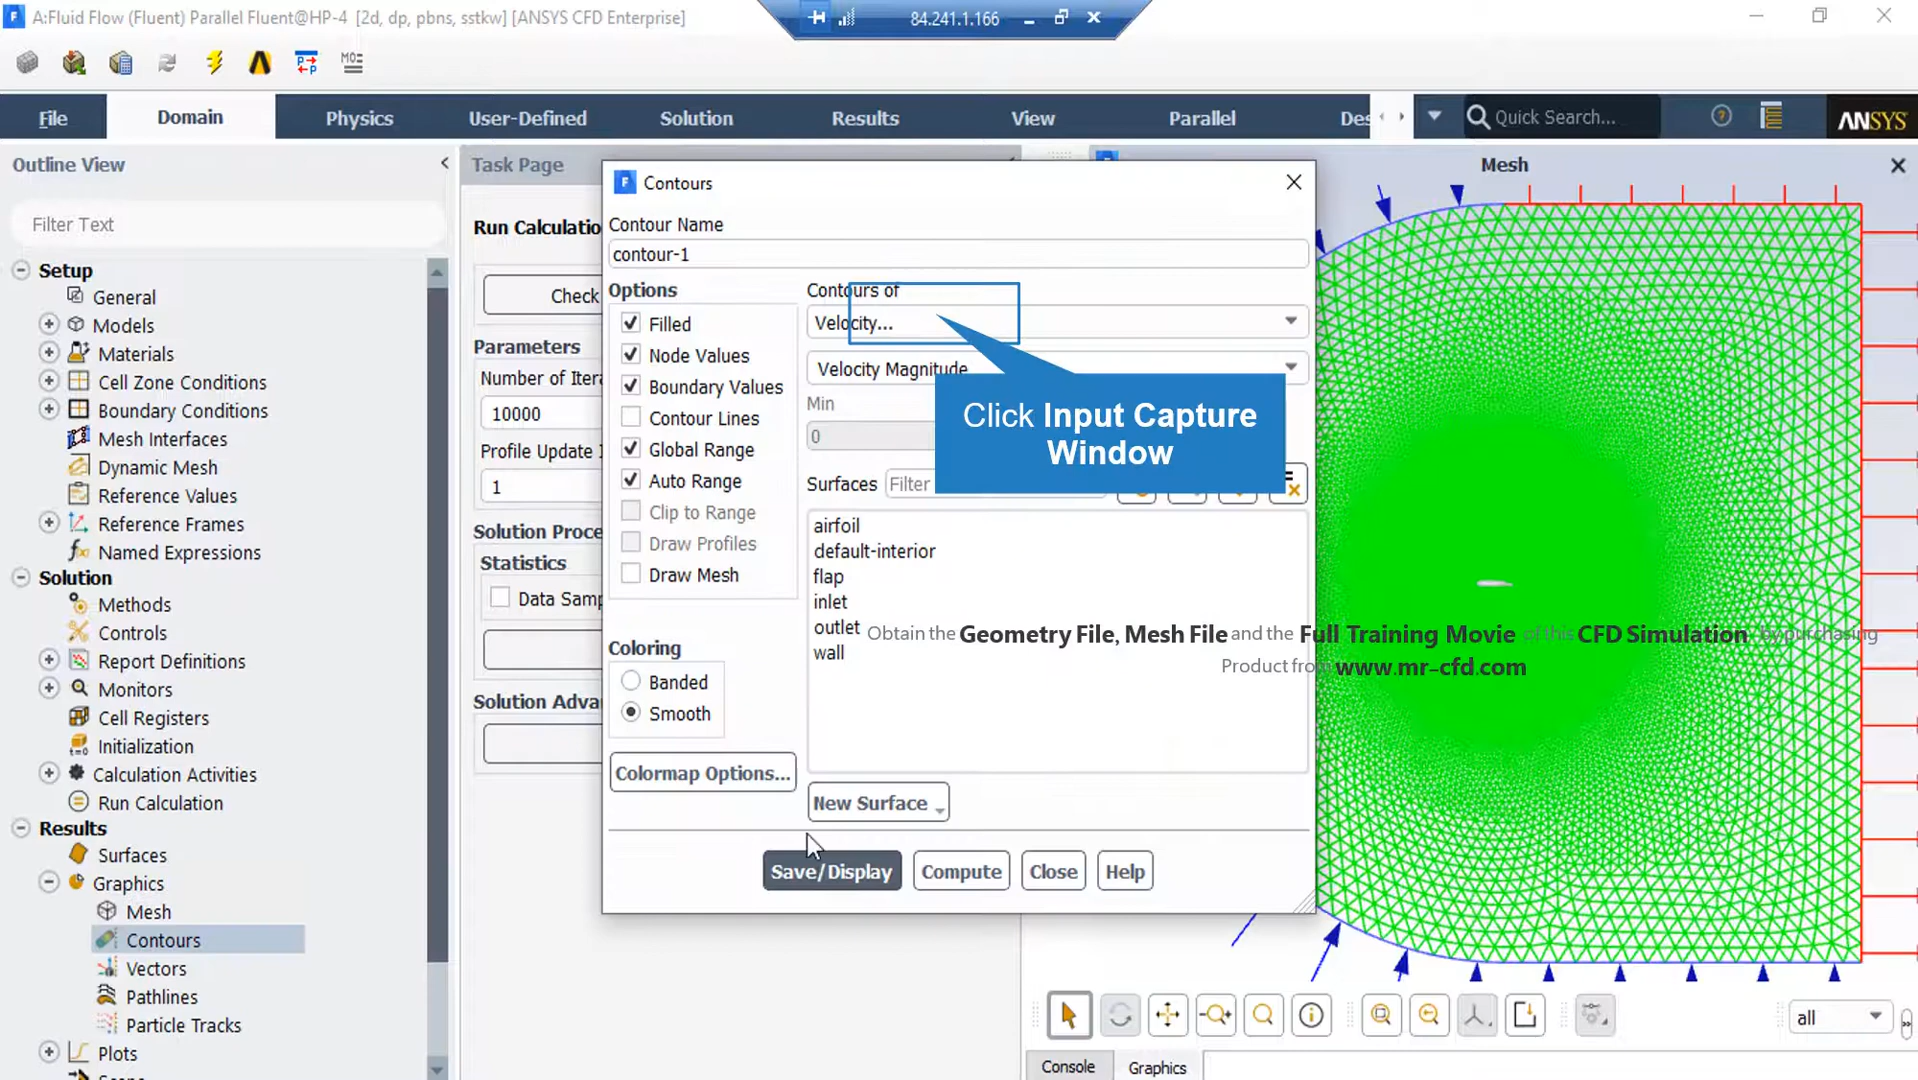 A:Fluid Flow (Fluent) Parallel Fluent@HP-4 [2d, dp, pbns, sstkw] [ANSYS CFD Enterprise]
84.241.1.166
File
Domain
Physics
User-Defined
Solution
Results
View
Parallel
Des
Quick Search...
ANSYS
Outline View
Filter Text
Setup
General
Models
Materials
Cell Zone Conditions
Boundary Conditions
Mesh Interfaces
Dynamic Mesh
Reference Values
Reference Frames
Named Expressions
Solution
Methods
Controls
Report Definitions
Monitors
Cell Registers
Initialization
Calculation Activities
Run Calculation
Results
Surfaces
Graphics
Mesh
Contours
Vectors
Pathlines
Particle Tracks
Plots
Task Page
Run Calculatio
Check
Parameters
Number of Itera
10000
Profile Update I
1
Solution Proce
Statistics
Data Samp
Solution Adva
Contours
Contour Name
contour-1
Options
Filled
Node Values
Boundary Values
Contour Lines
Global Range
Auto Range
Clip to Range
Draw Profiles
Draw Mesh
Coloring
Banded
Smooth
Colormap Options...
Contours of
Velocity...
Velocity Magnitude
Min
0
Click Input Capture
Window
Surfaces
Filter
airfoil
default-interior
flap
inlet
outlet
wall
New Surface
Save/Display
Compute
Close
Help
Mesh
Obtain the Geometry File, Mesh File and the Full Training Movie of this CFD Simulation by purchasing
Product from www.mr-cfd.com
all
Console
Graphics